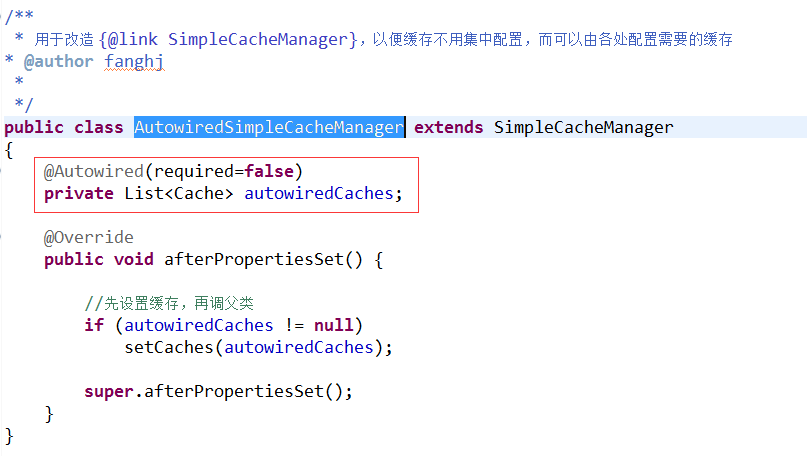 /**
 * 用于改造 {@link SimpleCacheManager}，以便缓存不用集中配置，而可以由各处配置需要的缓存
* @author fanghj
 *
 */
public class AutowiredSimpleCacheManager extends SimpleCacheManager
{
    @Autowired(required=false)
    private List<Cache> autowiredCaches;
    @Override
    public void afterPropertiesSet() {
        //先设置缓存，再调父类
        if (autowiredCaches != null)
            setCaches(autowiredCaches);
        super.afterPropertiesSet();
    }
}